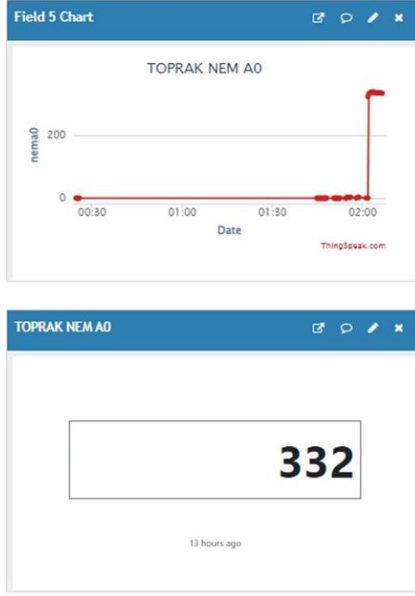 Field 5 Chart
TOPRAK NEM A0
nema0
200
0
00:30 01:00 01:30 02:00
Date
ThingSpeak.com
TOPRAK NEM A0
332
13 hours ago